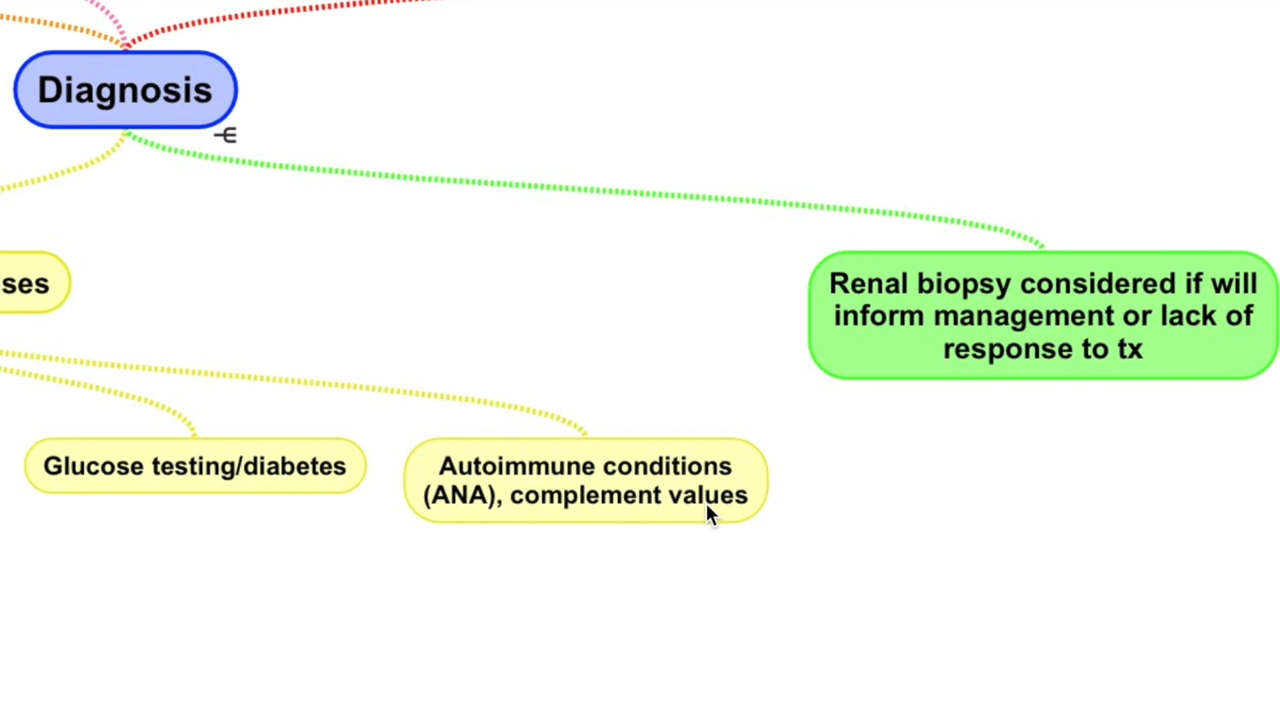 Diagnosis
ses
Renal biopsy considered if will
inform management or lack of
response to tx
Glucose testing/diabetes
Autoimmune conditions
(ANA), complement values